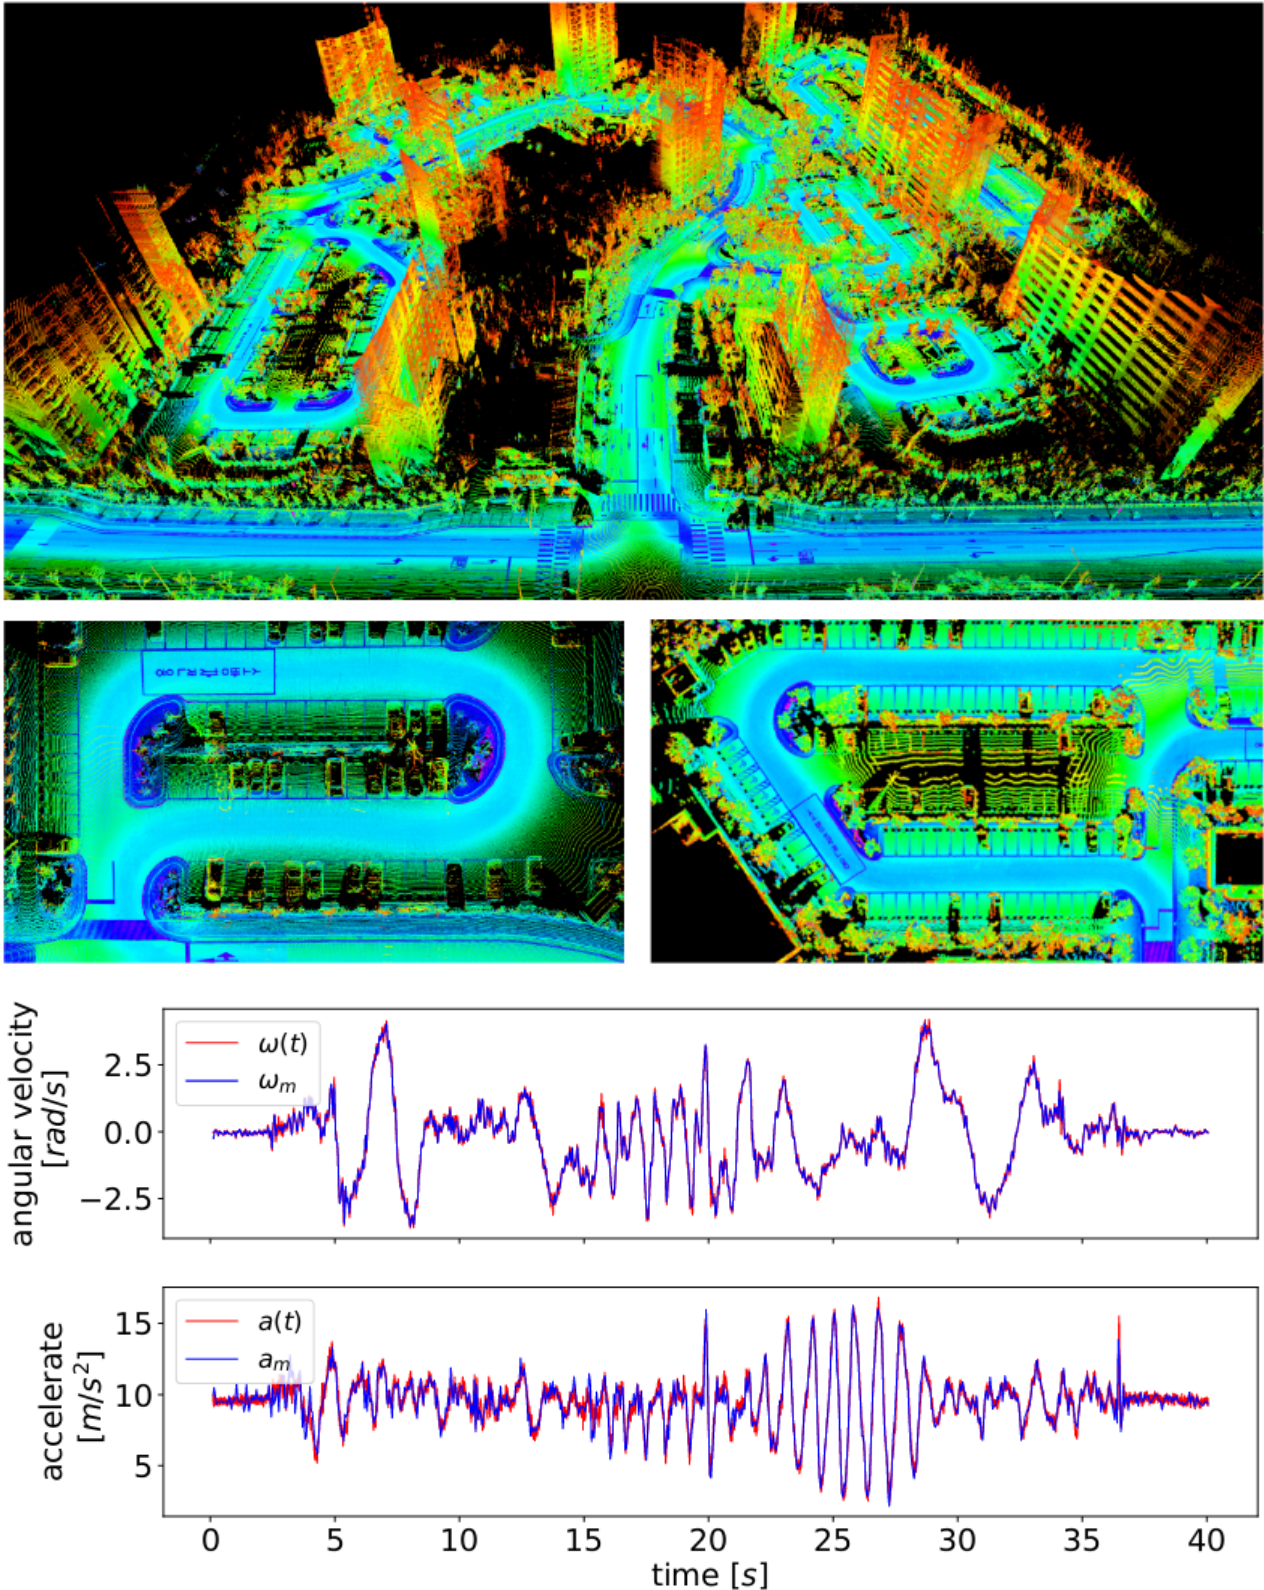 angular velocity
[rad/s]
2.5
0.0
−2.5
ω(t)
ω_m
accelerate
[m/s²]
15
10
5
a(t)
a_m
0 5 10 15 20 25 30 35 40
time [s]